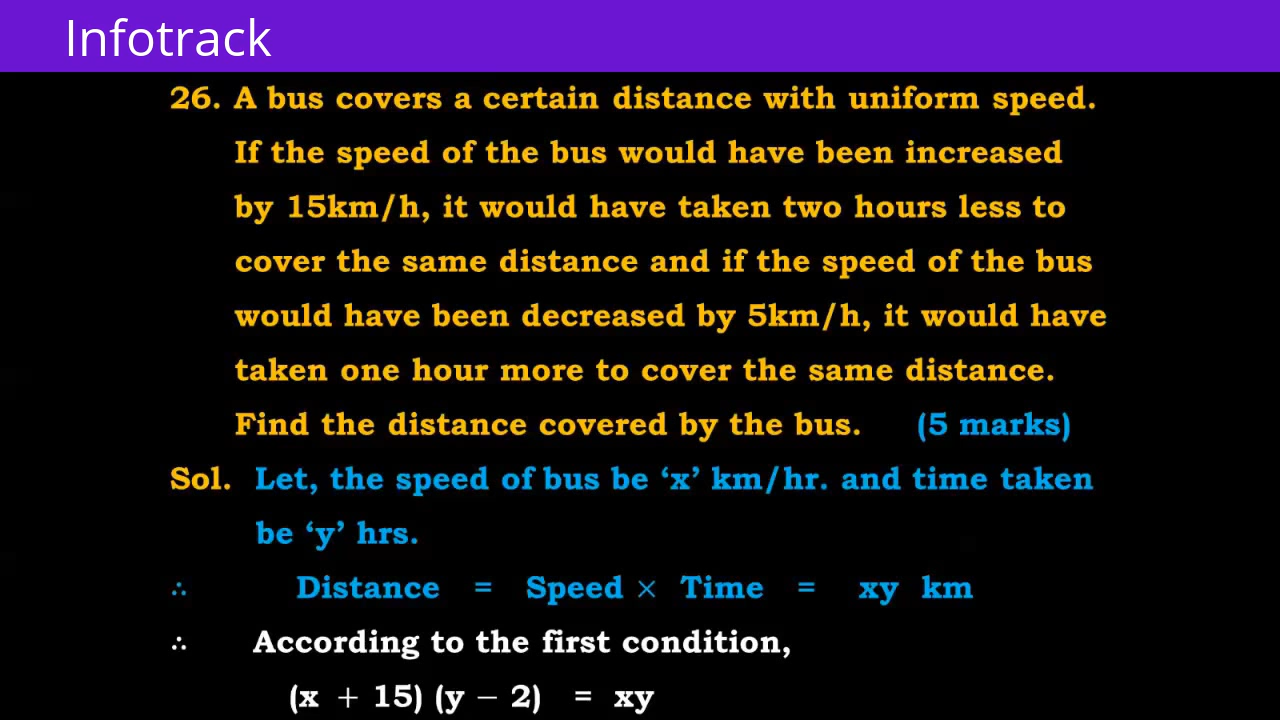 Infotrack
26. A bus covers a certain distance with uniform speed.
If the speed of the bus would have been increased
by 15km/h, it would have taken two hours less to
cover the same distance and if the speed of the bus
would have been decreased by 5km/h, it would have
taken one hour more to cover the same distance.
Find the distance covered by the bus. (5 marks)
Sol. Let, the speed of bus be ‘x’ km/hr. and time taken
be ‘y’ hrs.
∴ Distance = Speed × Time = xy km
∴ According to the first condition,
(x + 15) (y − 2) = xy